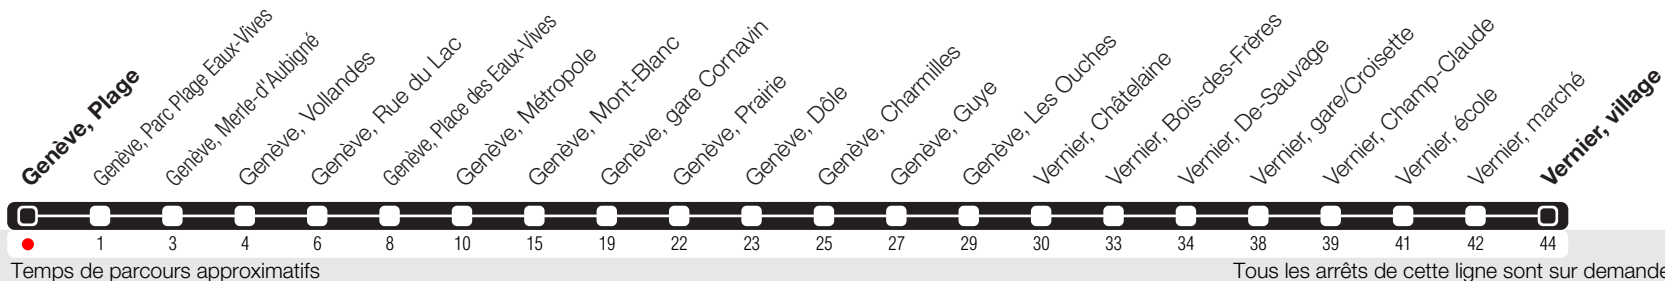 Genève, Plage
Genève, Parc Plage Eaux-Vives
Genève, Merle-d'Aubigné
Genève, Vollandes
Genève, Rue du Lac
Genève, Place des Eaux-Vives
Genève, Métropole
Genève, Mont-Blanc
Genève, gare Cornavin
Genève, Prairie
Genève, Dôle
Genève, Charmilles
Genève, Guye
Genève, Les Ouches
Vernier, Châtelaine
Vernier, Bois-des-Frères
Vernier, De-Sauvage
Vernier, gare/Croisette
Vernier, Champ-Claude
Vernier, école
Vernier, marché
Vernier, village
1 3 4 6 8 10 15 19 22 23 25 27 29 30 33 34 38 39 41 42 44
Temps de parcours approximatifs
Tous les arrêts de cette ligne sont sur demande